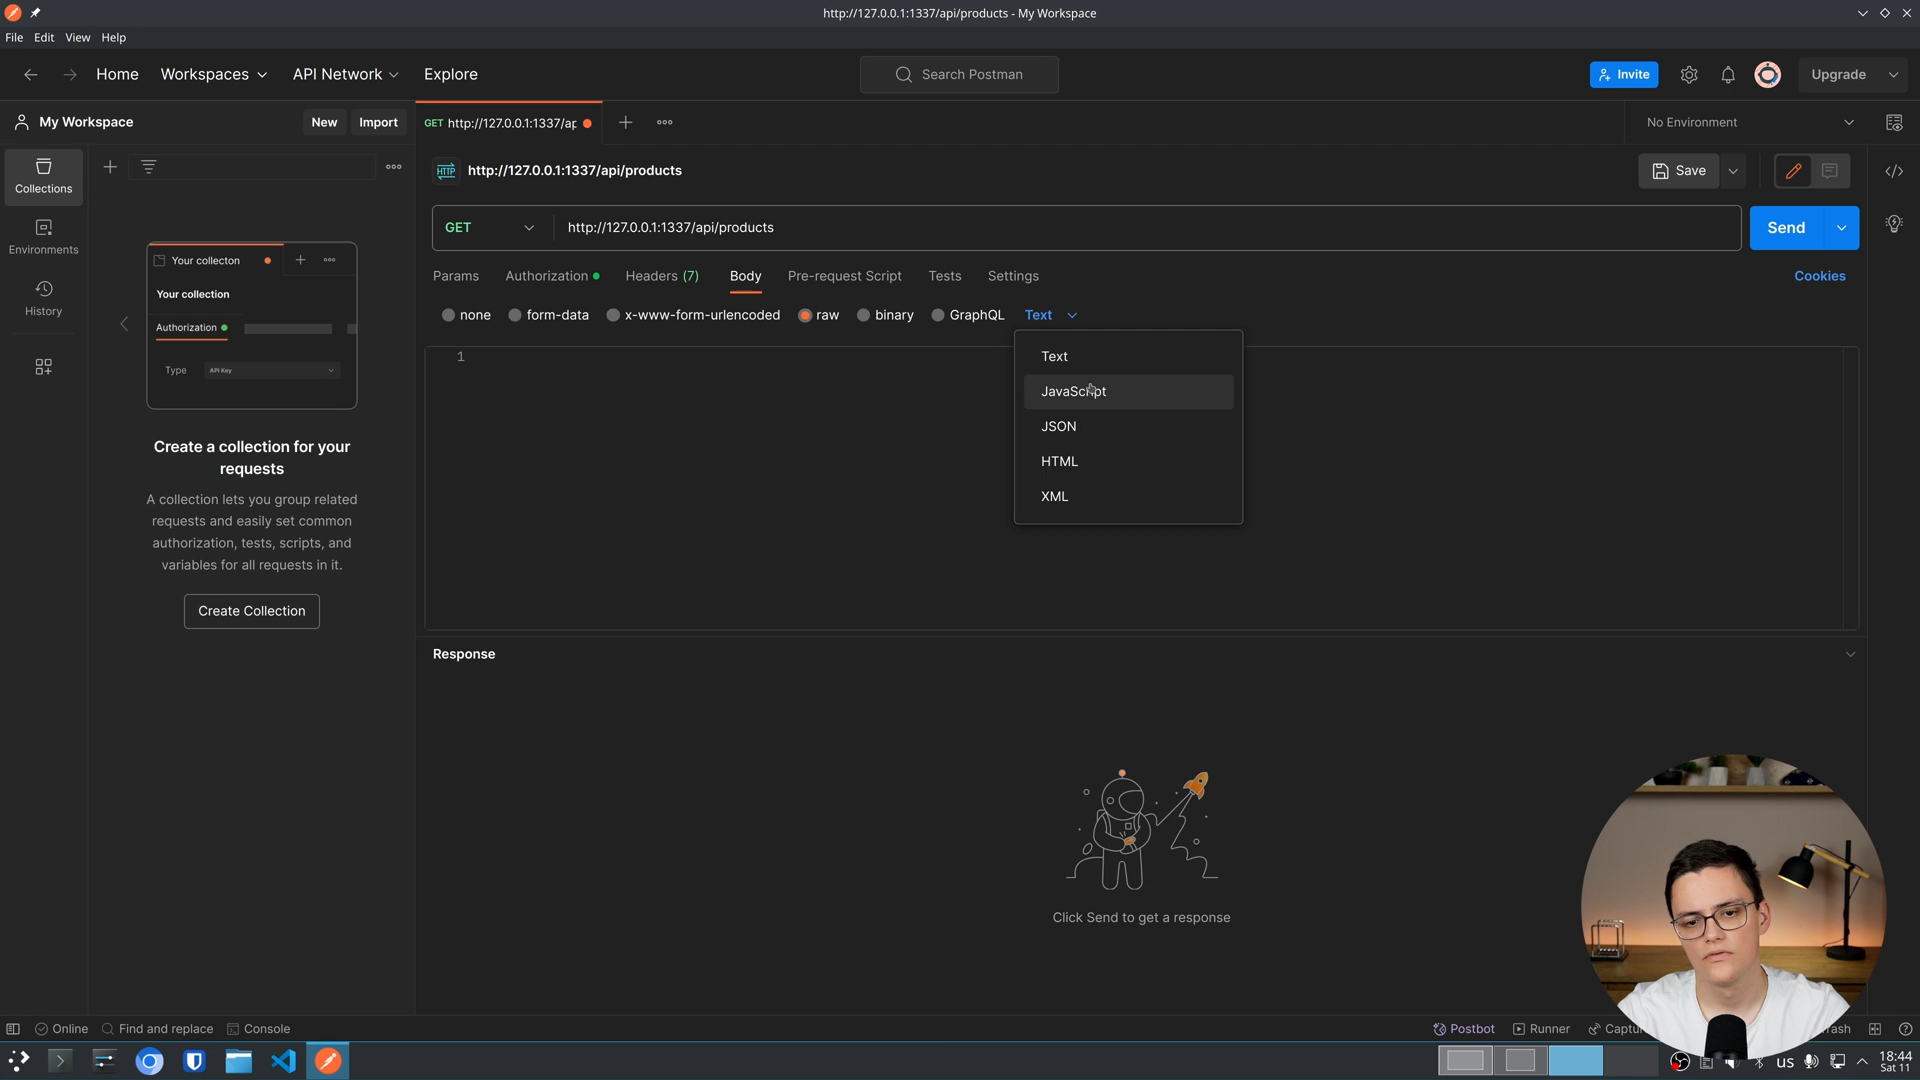 http://127.0.0.1:1337/api/products - My Workspace
File Edit View Help
Home Workspaces API Network Explore
Search Postman
Invite
Upgrade
My Workspace
New Import
GET http://127.0.0.1:1337/ap
No Environment
Collections
Environments
History
http://127.0.0.1:1337/api/products
Save
GET http://127.0.0.1:1337/api/products
Send
Params Authorization Headers (7) Body Pre-request Script Tests Settings
Cookies
none form-data x-www-form-urlencoded raw binary GraphQL Text
1
Text
JavaScript
JSON
HTML
XML
Your collecton
Your collection
Authorization
Type API Key
Create a collection for your
requests
A collection lets you group related
requests and easily set common
authorization, tests, scripts, and
variables for all requests in it.
Create Collection
Response
Click Send to get a response
Online Find and replace Console
Postbot Runner Captur rash
us
18:44
Sat 11